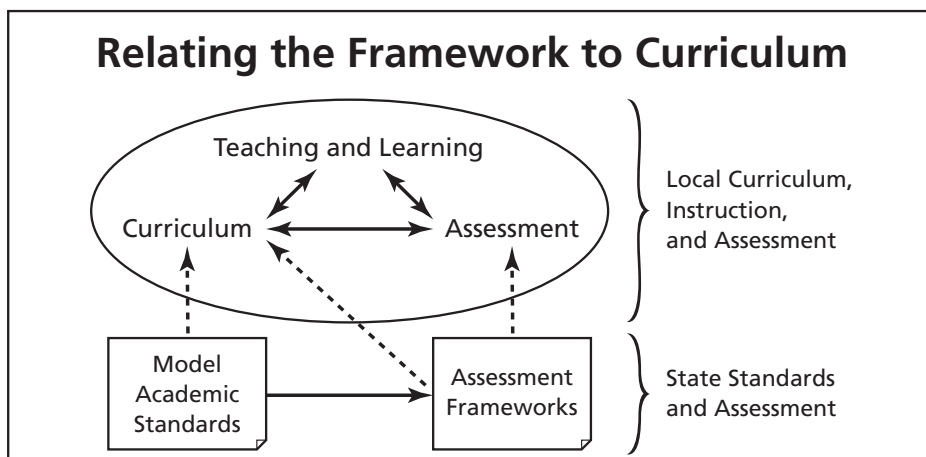 Relating the Framework to Curriculum
Teaching and Learning
Curriculum
Assessment
Local Curriculum,
Instruction,
and Assessment
Model
Academic
Standards
Assessment
Frameworks
State Standards
and Assessment